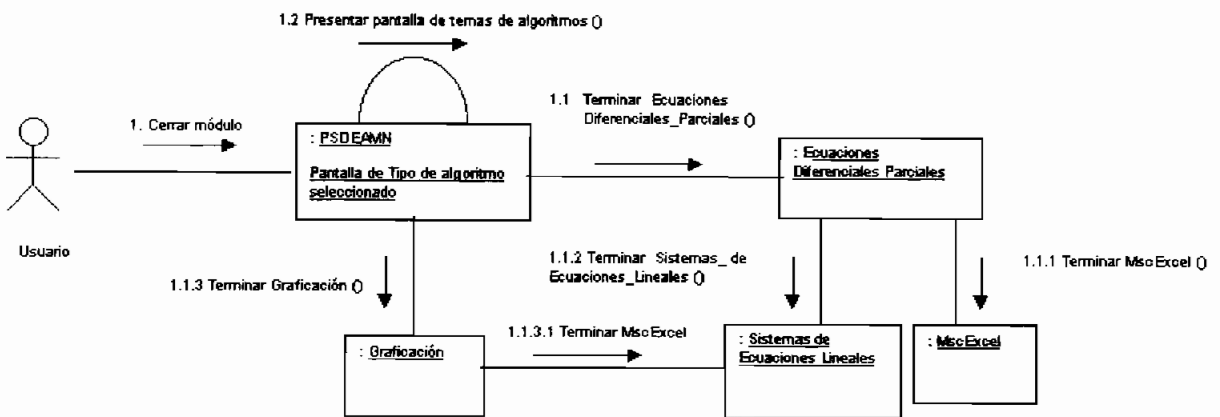 1.2 Presentar pantalla de temas de algoritmos ()
1.1 Terminar Ecuaciones
Diferenciales_Parciales ()
1. Cerrar módulo
: PSDEAMN
Pantalla de Tipo de algoritmo
seleccionado
: Ecuaciones
Diferenciales Parciales
Usuario
1.1.3 Terminar Graficación ()
1.1.2 Terminar Sistemas_ de
Ecuaciones_Lineales ()
1.1.1 Terminar MscExcel ()
1.1.3.1 Terminar MscExcel
: Graficación
: Sistemas de
Ecuaciones Lineales
: MscExcel